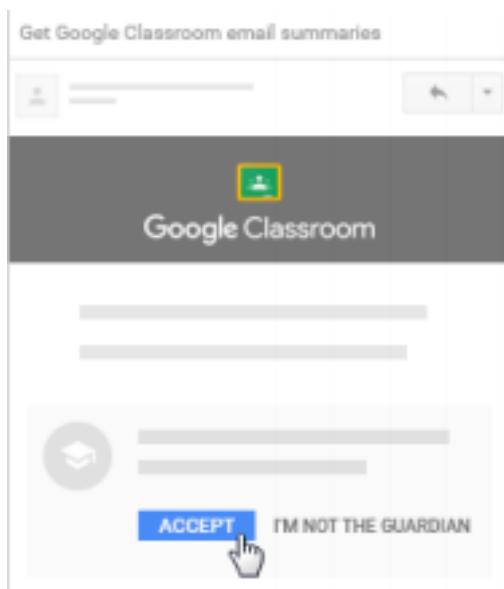 Get Google Classroom email summaries
Google Classroom
ACCEPT I'M NOT THE GUARDIAN